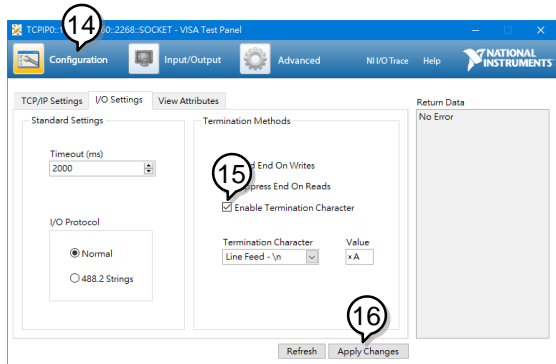 TCPIP0::1 60::2268::SOCKET - VISA Test Panel
14
Configuration Input/Output Advanced NI I/O Trace Help NATIONAL INSTRUMENTS
TCP/IP Settings I/O Settings View Attributes Return Data
Standard Settings Termination Methods No Error
Timeout (ms)
2000
End On Writes
15
Suppress End On Reads
Enable Termination Character
I/O Protocol
Normal
488.2 Strings
Termination Character Value
Line Feed - \n xA
16
Refresh Apply Changes